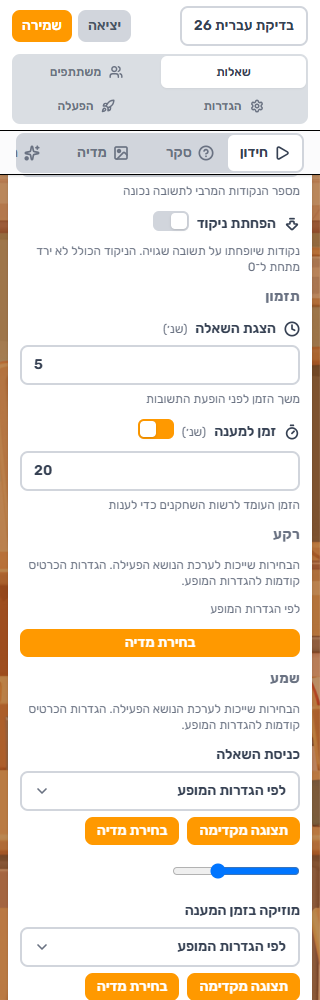 בדיקת עברית 26
יציאה
שמירה
שאלות
משתתפים
הגדרות
הפעלה
חידון
סקר
מדיה
מספר הנקודות המרבי לתשובה נכונה
הפחתת ניקוד
נקודות שיופחתו על תשובה שגויה. הניקוד הכולל לא ירד
מתחת ל־0
תזמון
הצגת השאלה (שנ׳)
5
משך הזמן לפני הופעת התשובות
זמן למענה (שנ׳)
20
הזמן העומד לרשות השחקנים כדי לענות
רקע
הבחירות שייכות לערכת הנושא הפעילה. הגדרות הכרטיס
קודמות להגדרות המופע.
לפי הגדרות המופע
בחירת מדיה
שמע
הבחירות שייכות לערכת הנושא הפעילה. הגדרות הכרטיס
קודמות להגדרות המופע.
כניסת השאלה
לפי הגדרות המופע
תצוגה מקדימה
בחירת מדיה
מוזיקה בזמן המענה
לפי הגדרות המופע
תצוגה מקדימה
בחירת מדיה